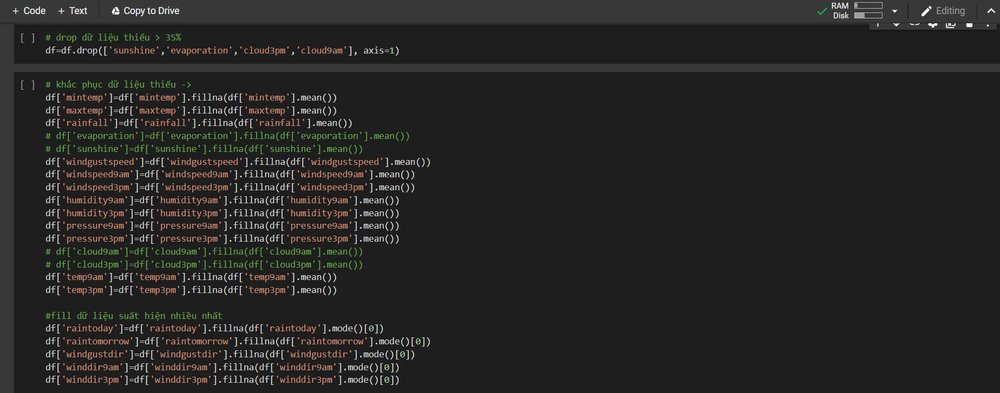 + Code + Text Copy to Drive
RAM
Disk
Editing
[ ] # drop dữ liệu thiếu > 35%
df=df.drop(['sunshine','evaporation','cloud3pm','cloud9am'], axis=1)
[ ] # khắc phục dữ liệu thiếu ->
df['mintemp']=df['mintemp'].fillna(df['mintemp'].mean())
df['maxtemp']=df['maxtemp'].fillna(df['maxtemp'].mean())
df['rainfall']=df['rainfall'].fillna(df['rainfall'].mean())
# df['evaporation']=df['evaporation'].fillna(df['evaporation'].mean())
# df['sunshine']=df['sunshine'].fillna(df['sunshine'].mean())
df['windgustspeed']=df['windgustspeed'].fillna(df['windgustspeed'].mean())
df['windspeed9am']=df['windspeed9am'].fillna(df['windspeed9am'].mean())
df['windspeed3pm']=df['windspeed3pm'].fillna(df['windspeed3pm'].mean())
df['humidity9am']=df['humidity9am'].fillna(df['humidity9am'].mean())
df['humidity3pm']=df['humidity3pm'].fillna(df['humidity3pm'].mean())
df['pressure9am']=df['pressure9am'].fillna(df['pressure9am'].mean())
df['pressure3pm']=df['pressure3pm'].fillna(df['pressure3pm'].mean())
# df['cloud9am']=df['cloud9am'].fillna(df['cloud9am'].mean())
# df['cloud3pm']=df['cloud3pm'].fillna(df['cloud3pm'].mean())
df['temp9am']=df['temp9am'].fillna(df['temp9am'].mean())
df['temp3pm']=df['temp3pm'].fillna(df['temp3pm'].mean())
#fill dữ liệu suất hiện nhiều nhất
df['raintoday']=df['raintoday'].fillna(df['raintoday'].mode()[0])
df['raintomorrow']=df['raintomorrow'].fillna(df['raintomorrow'].mode()[0])
df['windgustdir']=df['windgustdir'].fillna(df['windgustdir'].mode()[0])
df['winddir9am']=df['winddir9am'].fillna(df['winddir9am'].mode()[0])
df['winddir3pm']=df['winddir3pm'].fillna(df['winddir3pm'].mode()[0])